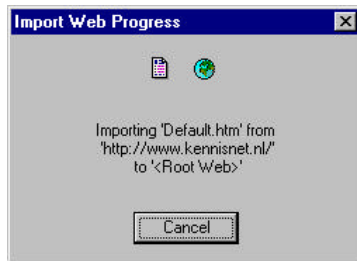 Import Web Progress
Importing 'Default.htm' from
'http://www.kennisnet.nl/'
to '<Root Web>'
Cancel